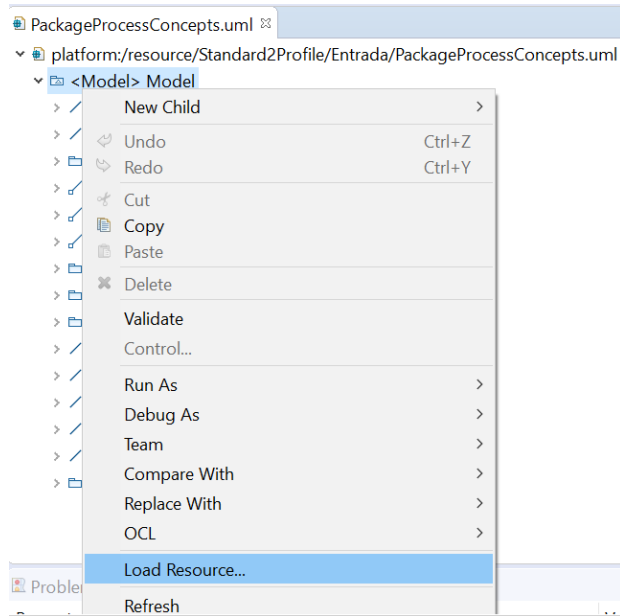 PackageProcessConcepts.uml
platform:/resource/Standard2Profile/Entrada/PackageProcessConcepts.uml
<Model> Model
New Child
Undo Ctrl+Z
Redo Ctrl+Y
Cut
Copy
Paste
Delete
Validate
Control...
Run As
Debug As
Team
Compare With
Replace With
OCL
Load Resource...
Proble
Refresh